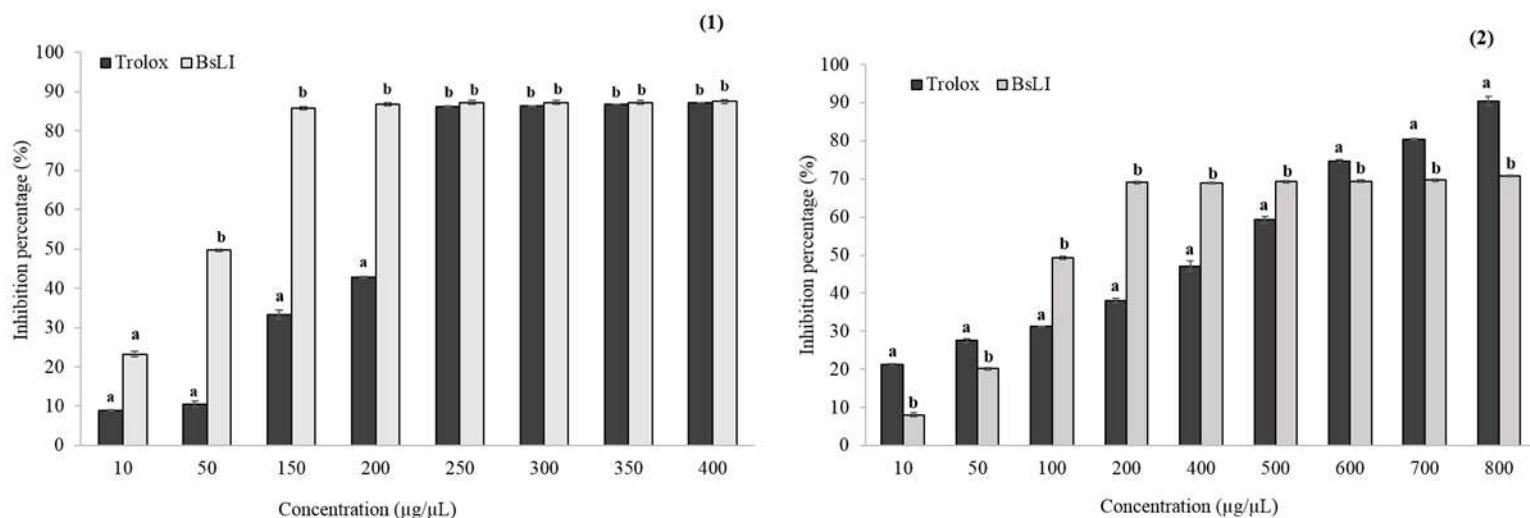 (1)
100
90
80
70
60
50
40
30
20
10
0
Inhibition percentage (%)
Trolox BsLI
a a
a b
a b
a b
b b
b b
b b
b b
10 50 150 200 250 300 350 400
Concentration (µg/µL)
(2)
100
90
80
70
60
50
40
30
20
10
0
Inhibition percentage (%)
Trolox BsLI
a b
a b
a b
a b
a b
a b
a b
a b
a b
10 50 100 200 400 500 600 700 800
Concentration (µg/µL)